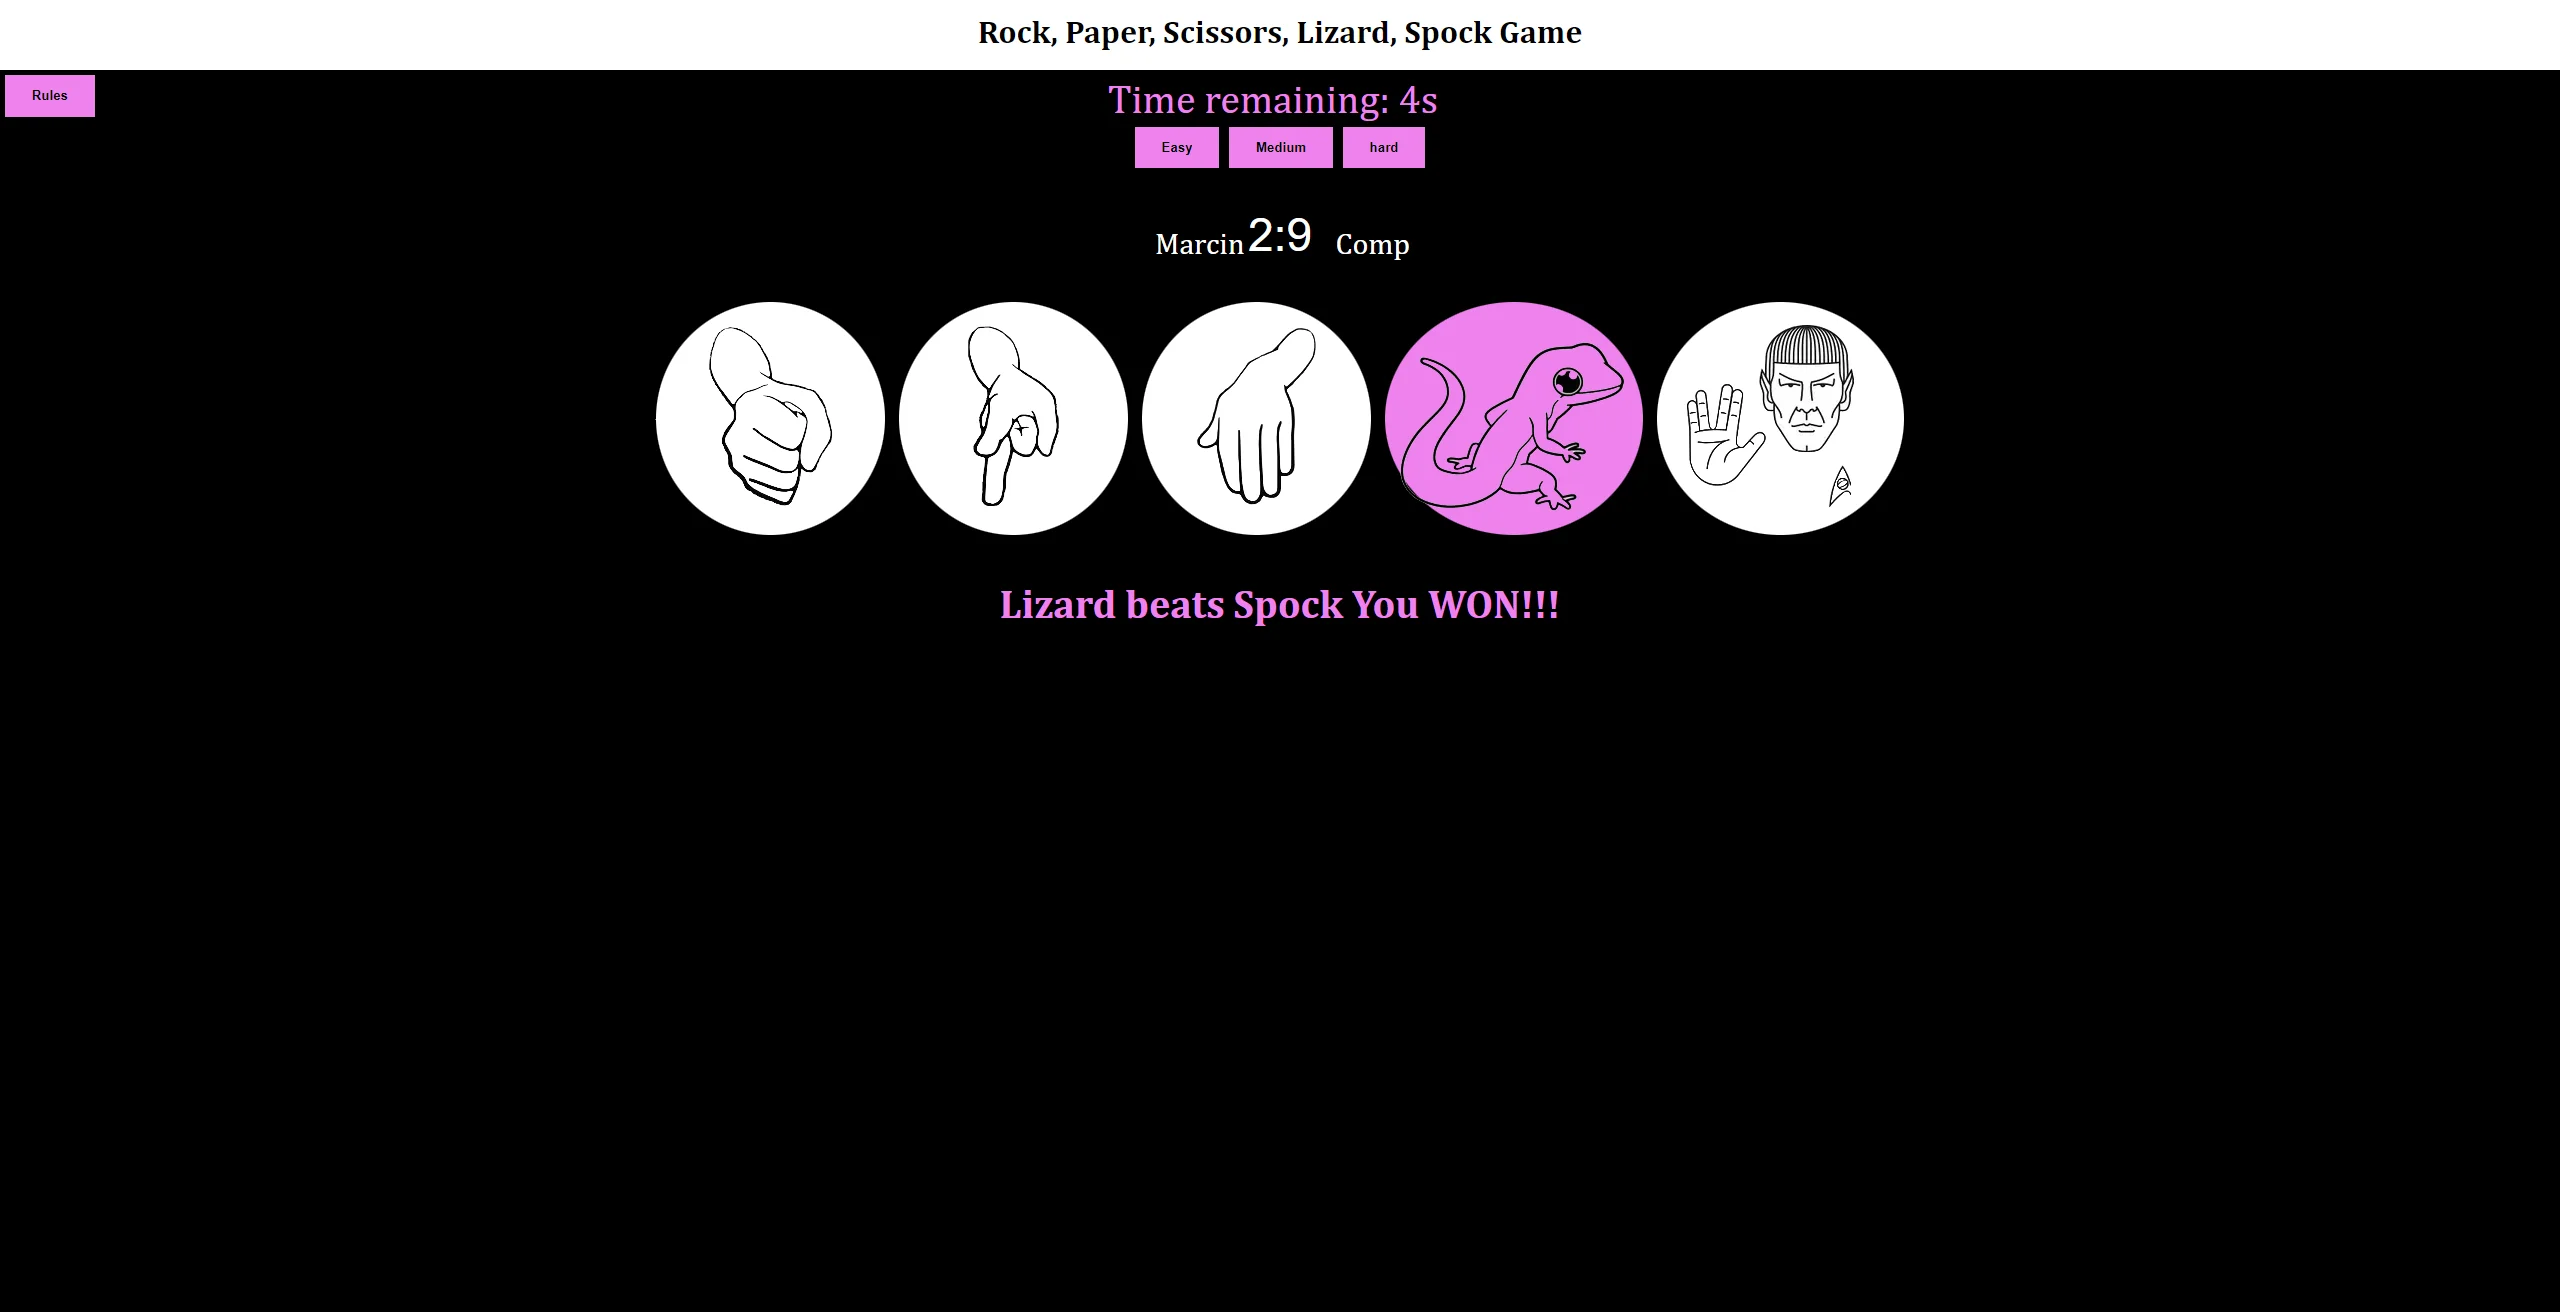 Rock, Paper, Scissors, Lizard, Spock Game
Rules
Time remaining: 4s
Easy Medium hard
Marcin 2:9 Comp
Lizard beats Spock You WON!!!